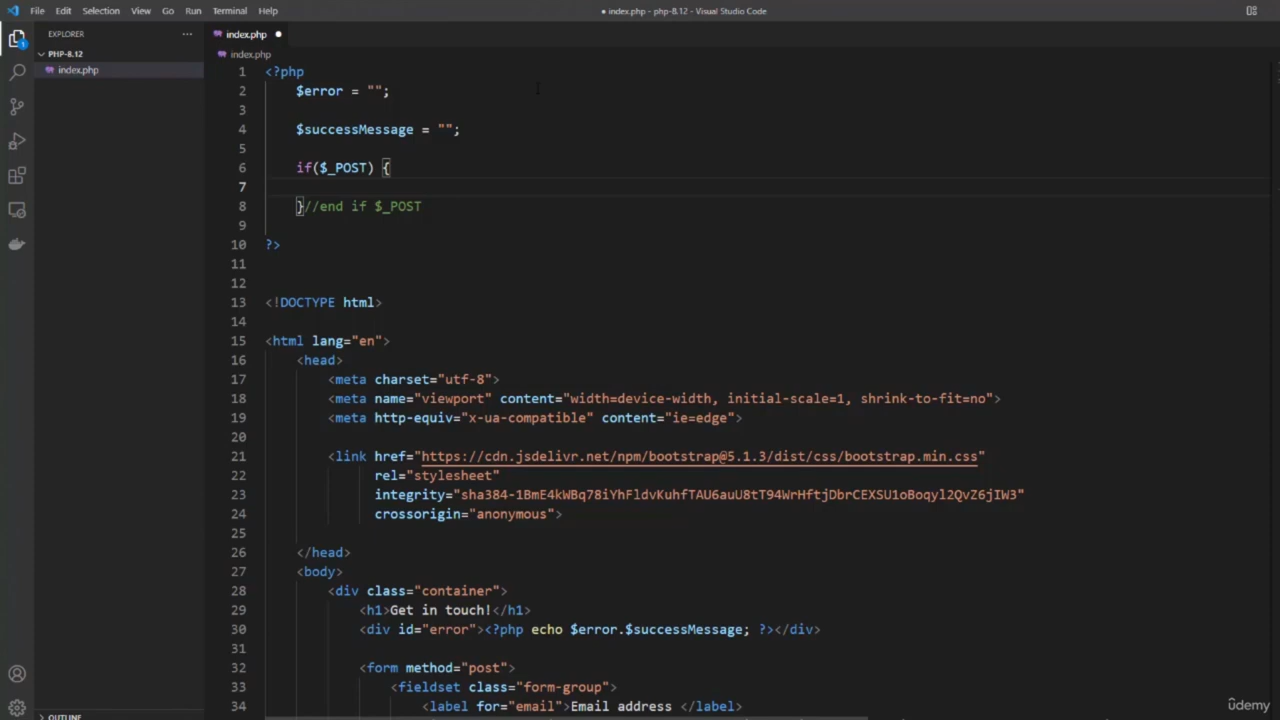 File Edit Selection View Go Run Terminal Help
● index.php - php-8.12 - Visual Studio Code
EXPLORER
PHP-8.12
index.php
1
index.php
index.php
1 <?php
2 $error = "";
3
4 $successMessage = "";
5
6 if($_POST) {
7
8 }//end if $_POST
9
10 ?>
11
12
13 <!DOCTYPE html>
14
15 <html lang="en">
16 <head>
17 <meta charset="utf-8">
18 <meta name="viewport" content="width=device-width, initial-scale=1, shrink-to-fit=no">
19 <meta http-equiv="x-ua-compatible" content="ie=edge">
20
21 <link href="https://cdn.jsdelivr.net/npm/bootstrap@5.1.3/dist/css/bootstrap.min.css"
22 rel="stylesheet"
23 integrity="sha384-1BmE4kWBq78iYhFldvKuhfTAU6auU8tT94WrHftjDbrCEXSU1oBoqyl2QvZ6jIW3"
24 crossorigin="anonymous">
25
26 </head>
27 <body>
28 <div class="container">
29 <h1>Get in touch!</h1>
30 <div id="error"><?php echo $error.$successMessage; ?></div>
31
32 <form method="post">
33 <fieldset class="form-group">
34 <label for="email">Email address </label>
OUTLINE
ûdemy